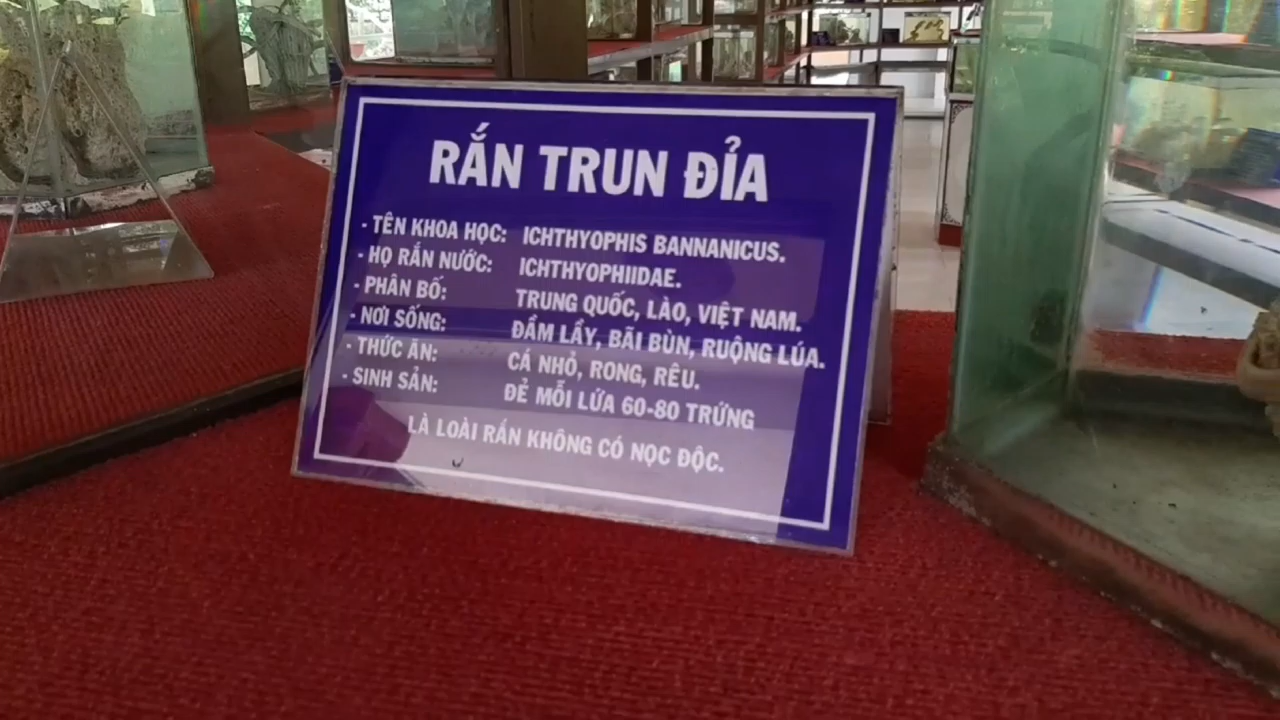 RẮN TRUN ĐỈA
- TÊN KHOA HỌC: ICHTHYOPHIS BANNANICUS.
- HỌ RẮN NƯỚC: ICHTHYOPHIIDAE.
- PHÂN BỐ: TRUNG QUỐC, LÀO, VIỆT NAM.
- NƠI SỐNG: ĐẦM LẦY, BÃI BÙN, RUỘNG LÚA.
- THỨC ĂN: CÁ NHỎ, RONG, RÊU.
- SINH SẢN: ĐẺ MỖI LỨA 60-80 TRỨNG
LÀ LOÀI RẮN KHÔNG CÓ NỌC ĐỘC.